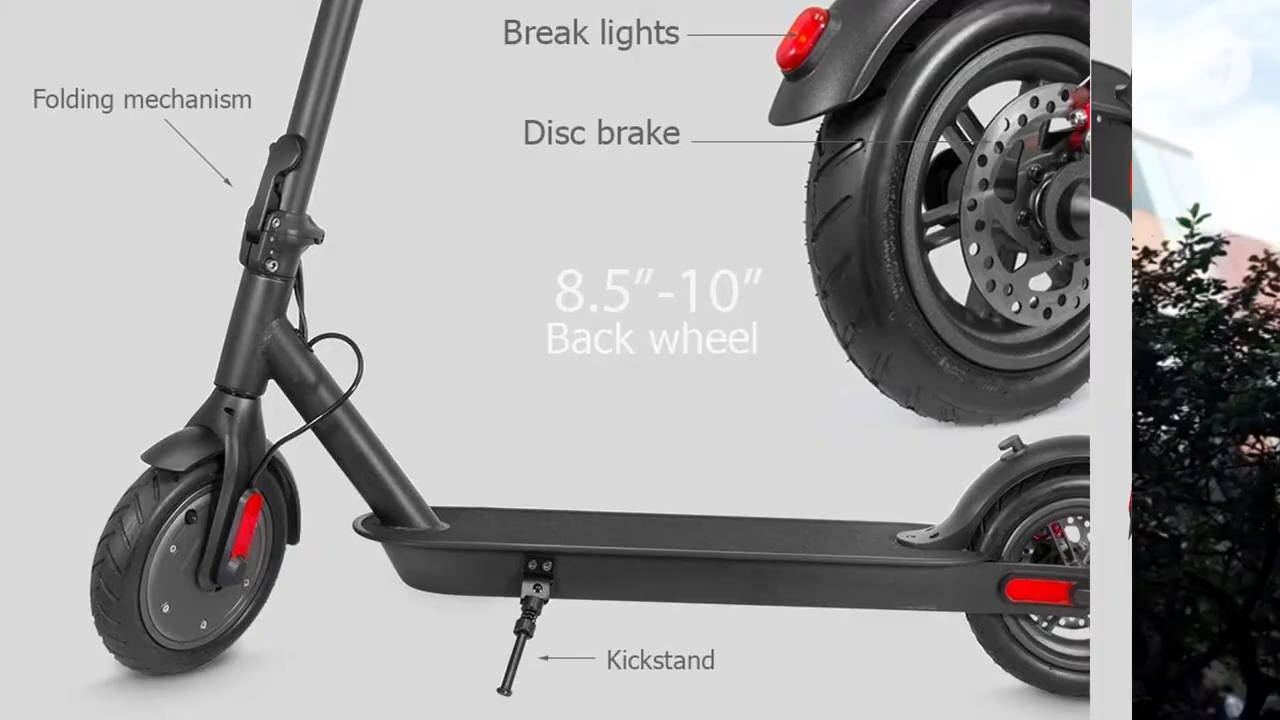 Break lights
Folding mechanism
Disc brake
8.5”-10”
Back wheel
Kickstand